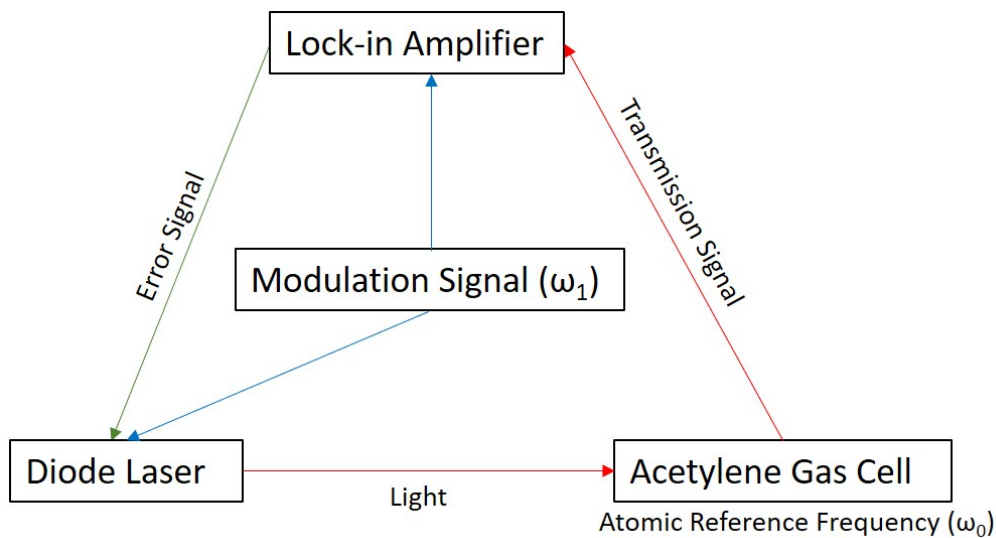 Lock-in Amplifier
Error Signal
Transmission Signal
Modulation Signal (ω₁)
Diode Laser
Light
Acetylene Gas Cell
Atomic Reference Frequency (ω₀)